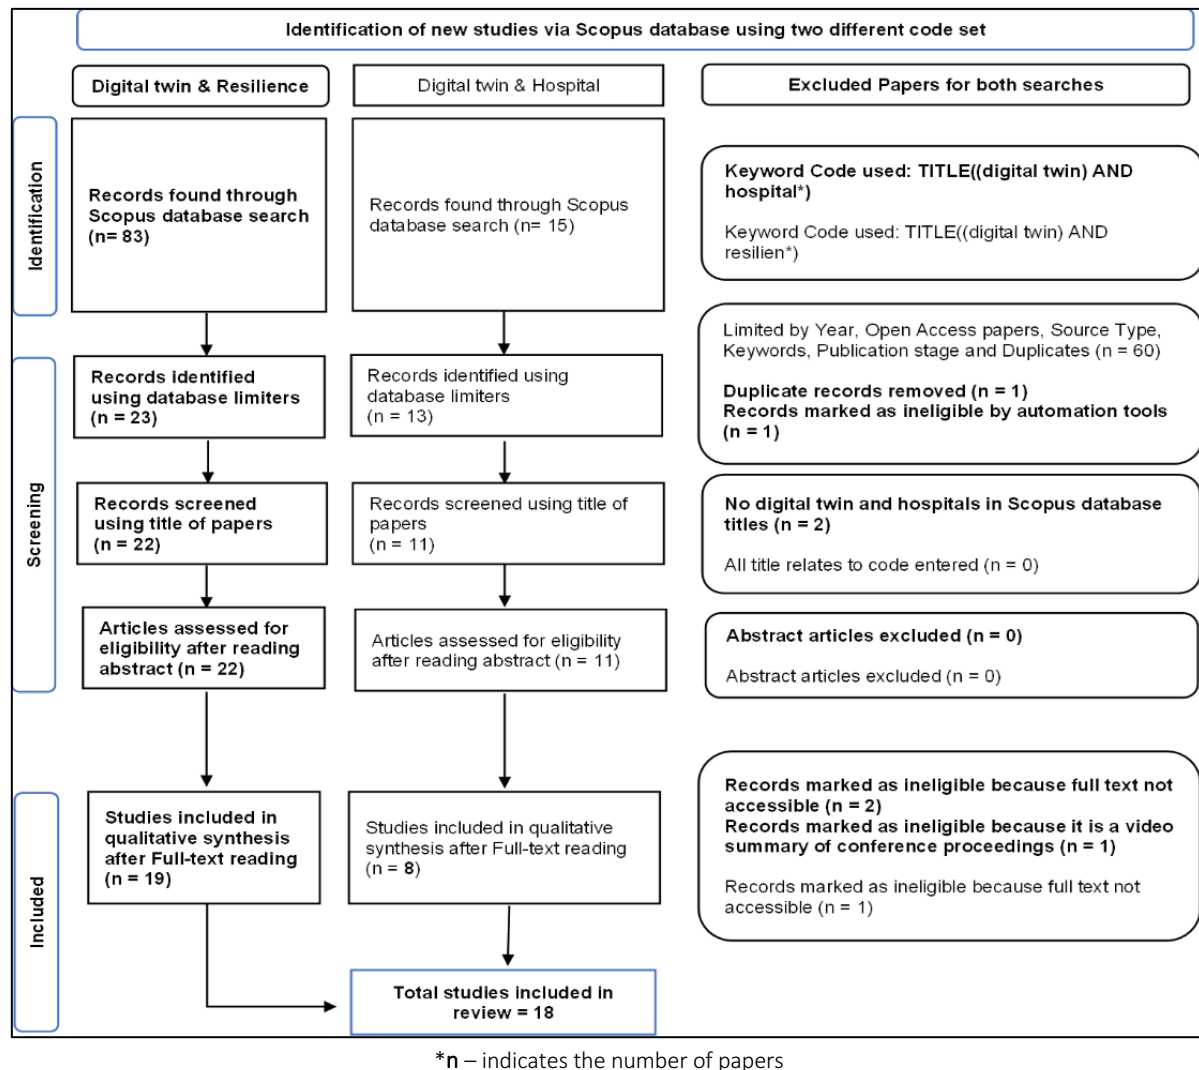 Identification of new studies via Scopus database using two different code set
Digital twin & Resilience
Digital twin & Hospital
Excluded Papers for both searches
Identification
Records found through
Scopus database search
(n= 83)
Records found through Scopus
database search (n= 15)
Keyword Code used: TITLE((digital twin) AND
hospital*)
Keyword Code used: TITLE((digital twin) AND
resilien*)
Screening
Records identified
using database limiters
(n = 23)
Records identified using
database limiters
(n = 13)
Limited by Year, Open Access papers, Source Type,
Keywords, Publication stage and Duplicates (n = 60)
Duplicate records removed (n = 1)
Records marked as ineligible by automation tools
(n = 1)
Records screened
using title of papers
(n = 22)
Records screened using title of
papers
(n = 11)
No digital twin and hospitals in Scopus database
titles (n = 2)
All title relates to code entered (n = 0)
Articles assessed for
eligibility after reading
abstract (n = 22)
Articles assessed for eligibility
after reading abstract (n = 11)
Abstract articles excluded (n = 0)
Abstract articles excluded (n = 0)
Included
Studies included in
qualitative synthesis
after Full-text reading
(n = 19)
Studies included in qualitative
synthesis after Full-text reading
(n = 8)
Records marked as ineligible because full text not
accessible (n = 2)
Records marked as ineligible because it is a video
summary of conference proceedings (n = 1)
Records marked as ineligible because full text not
accessible (n = 1)
Total studies included in
review = 18
*n – indicates the number of papers